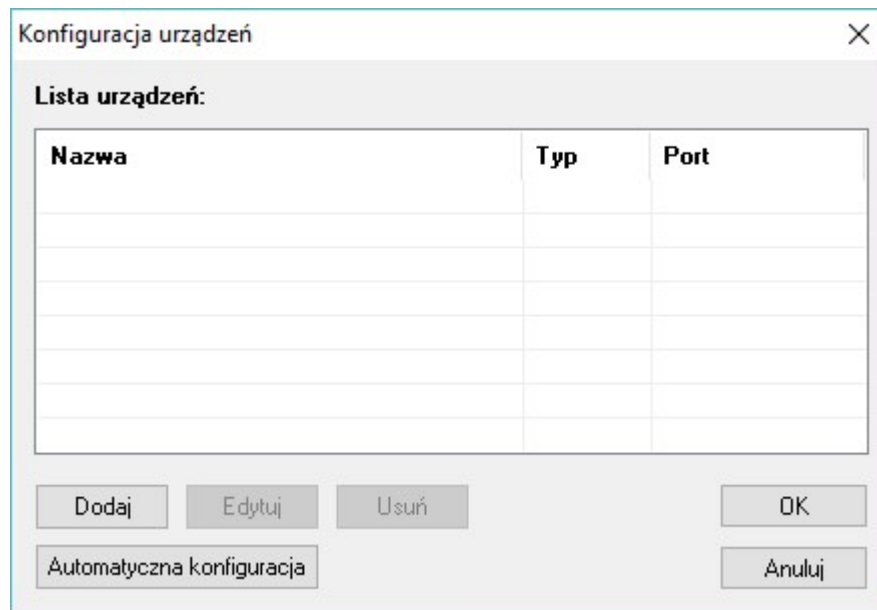 Konfiguracja urządzeń
Lista urządzeń:
Nazwa Typ Port
Dodaj Edytuj Usuń OK
Automatyczna konfiguracja Anuluj